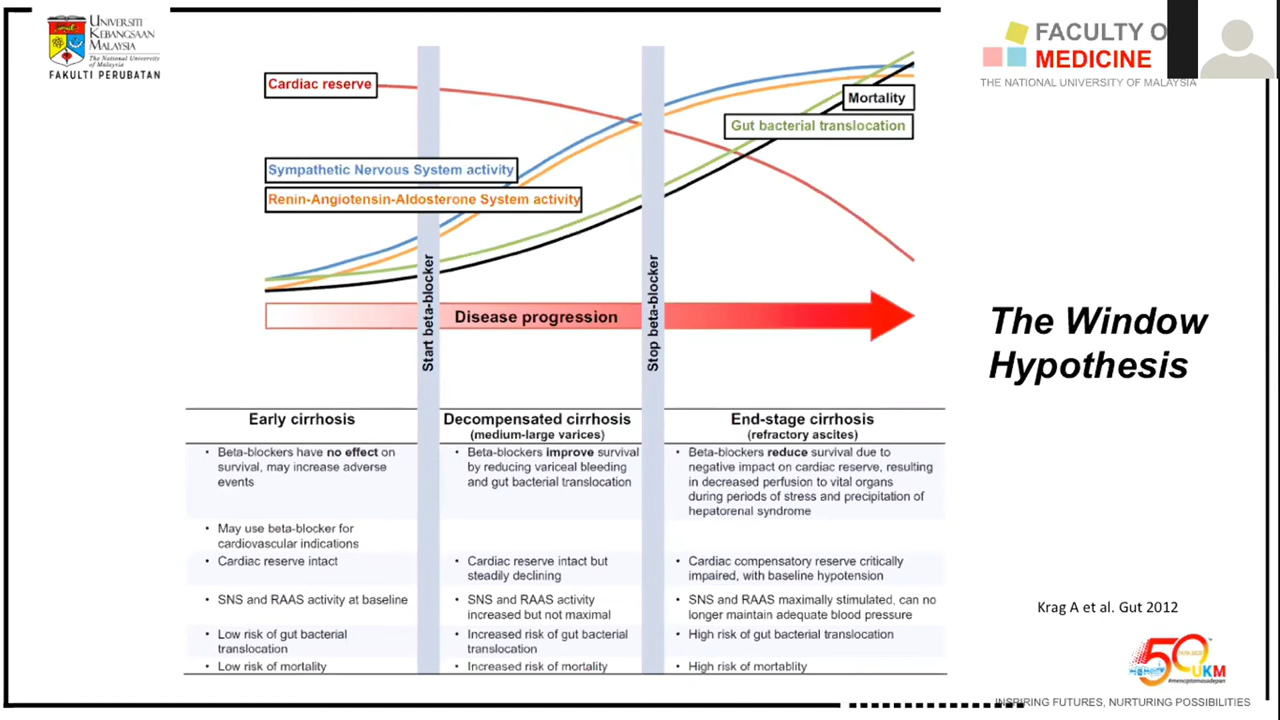 UNIVERSITI
KEBANGSAAN
MALAYSIA
The National University
of Malaysia
FAKULTI PERUBATAN
FACULTY O
MEDICINE
THE NATIONAL UNIVERSITY OF MALAYSIA
Cardiac reserve
Mortality
Gut bacterial translocation
Sympathetic Nervous System activity
Renin-Angiotensin-Aldosterone System activity
Start beta-blocker
Stop beta-blocker
Disease progression
The Window
Hypothesis
Early cirrhosis
Decompensated cirrhosis
(medium-large varices)
End-stage cirrhosis
(refractory ascites)
• Beta-blockers have no effect on
survival, may increase adverse
events
• Beta-blockers improve survival
by reducing variceal bleeding
and gut bacterial translocation
• Beta-blockers reduce survival due to
negative impact on cardiac reserve, resulting
in decreased perfusion to vital organs
during periods of stress and precipitation of
hepatorenal syndrome
• May use beta-blocker for
cardiovascular indications
• Cardiac reserve intact
• Cardiac reserve intact but
steadily declining
• Cardiac compensatory reserve critically
impaired, with baseline hypotension
• SNS and RAAS activity at baseline
• SNS and RAAS activity
increased but not maximal
• SNS and RAAS maximally stimulated, can no
longer maintain adequate blood pressure
• Low risk of gut bacterial
translocation
• Increased risk of gut bacterial
translocation
• High risk of gut bacterial translocation
• Low risk of mortality
• Increased risk of mortality
• High risk of mortablity
Krag A et al. Gut 2012
50
UKM
#menciptamasadepan
INSPIRING FUTURES, NURTURING POSSIBILITIES